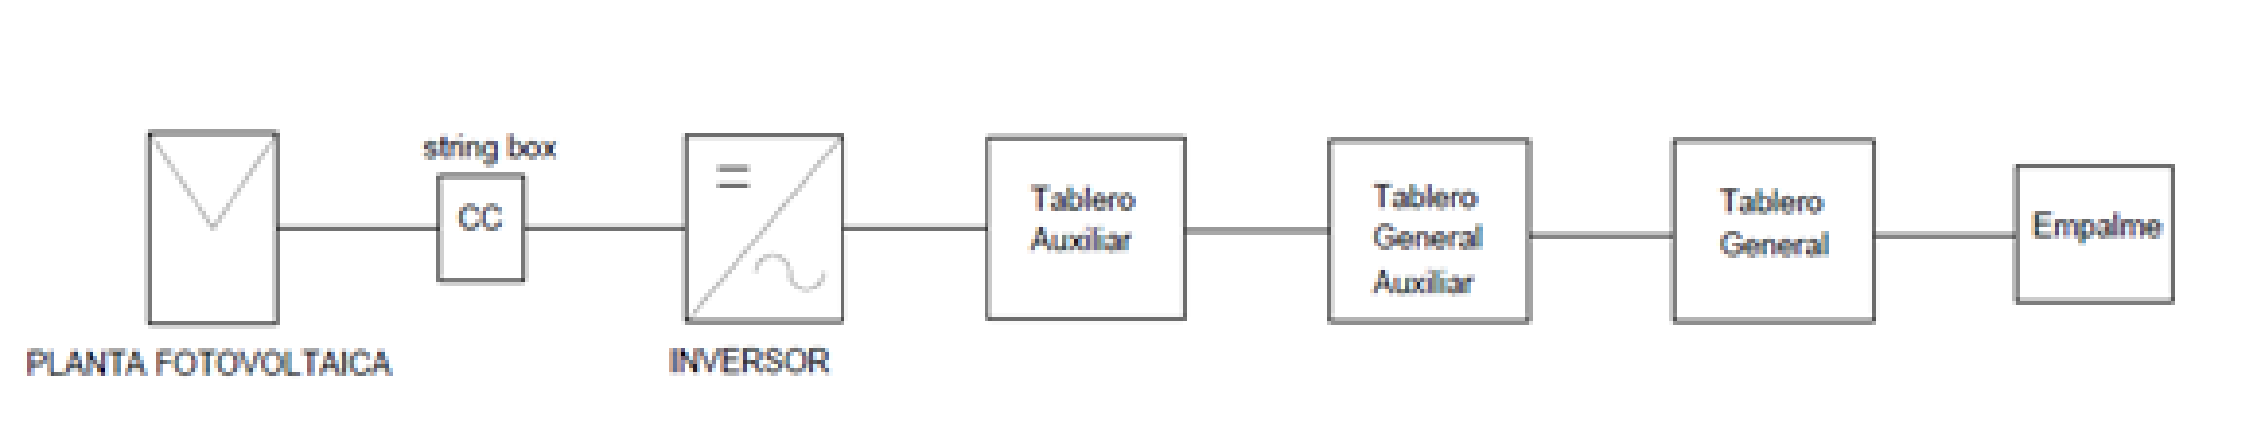 string box
CC
=
Tablero
Auxiliar
Tablero
General
Auxiliar
Tablero
General
Empalme
PLANTA FOTOVOLTAICA
INVERSOR